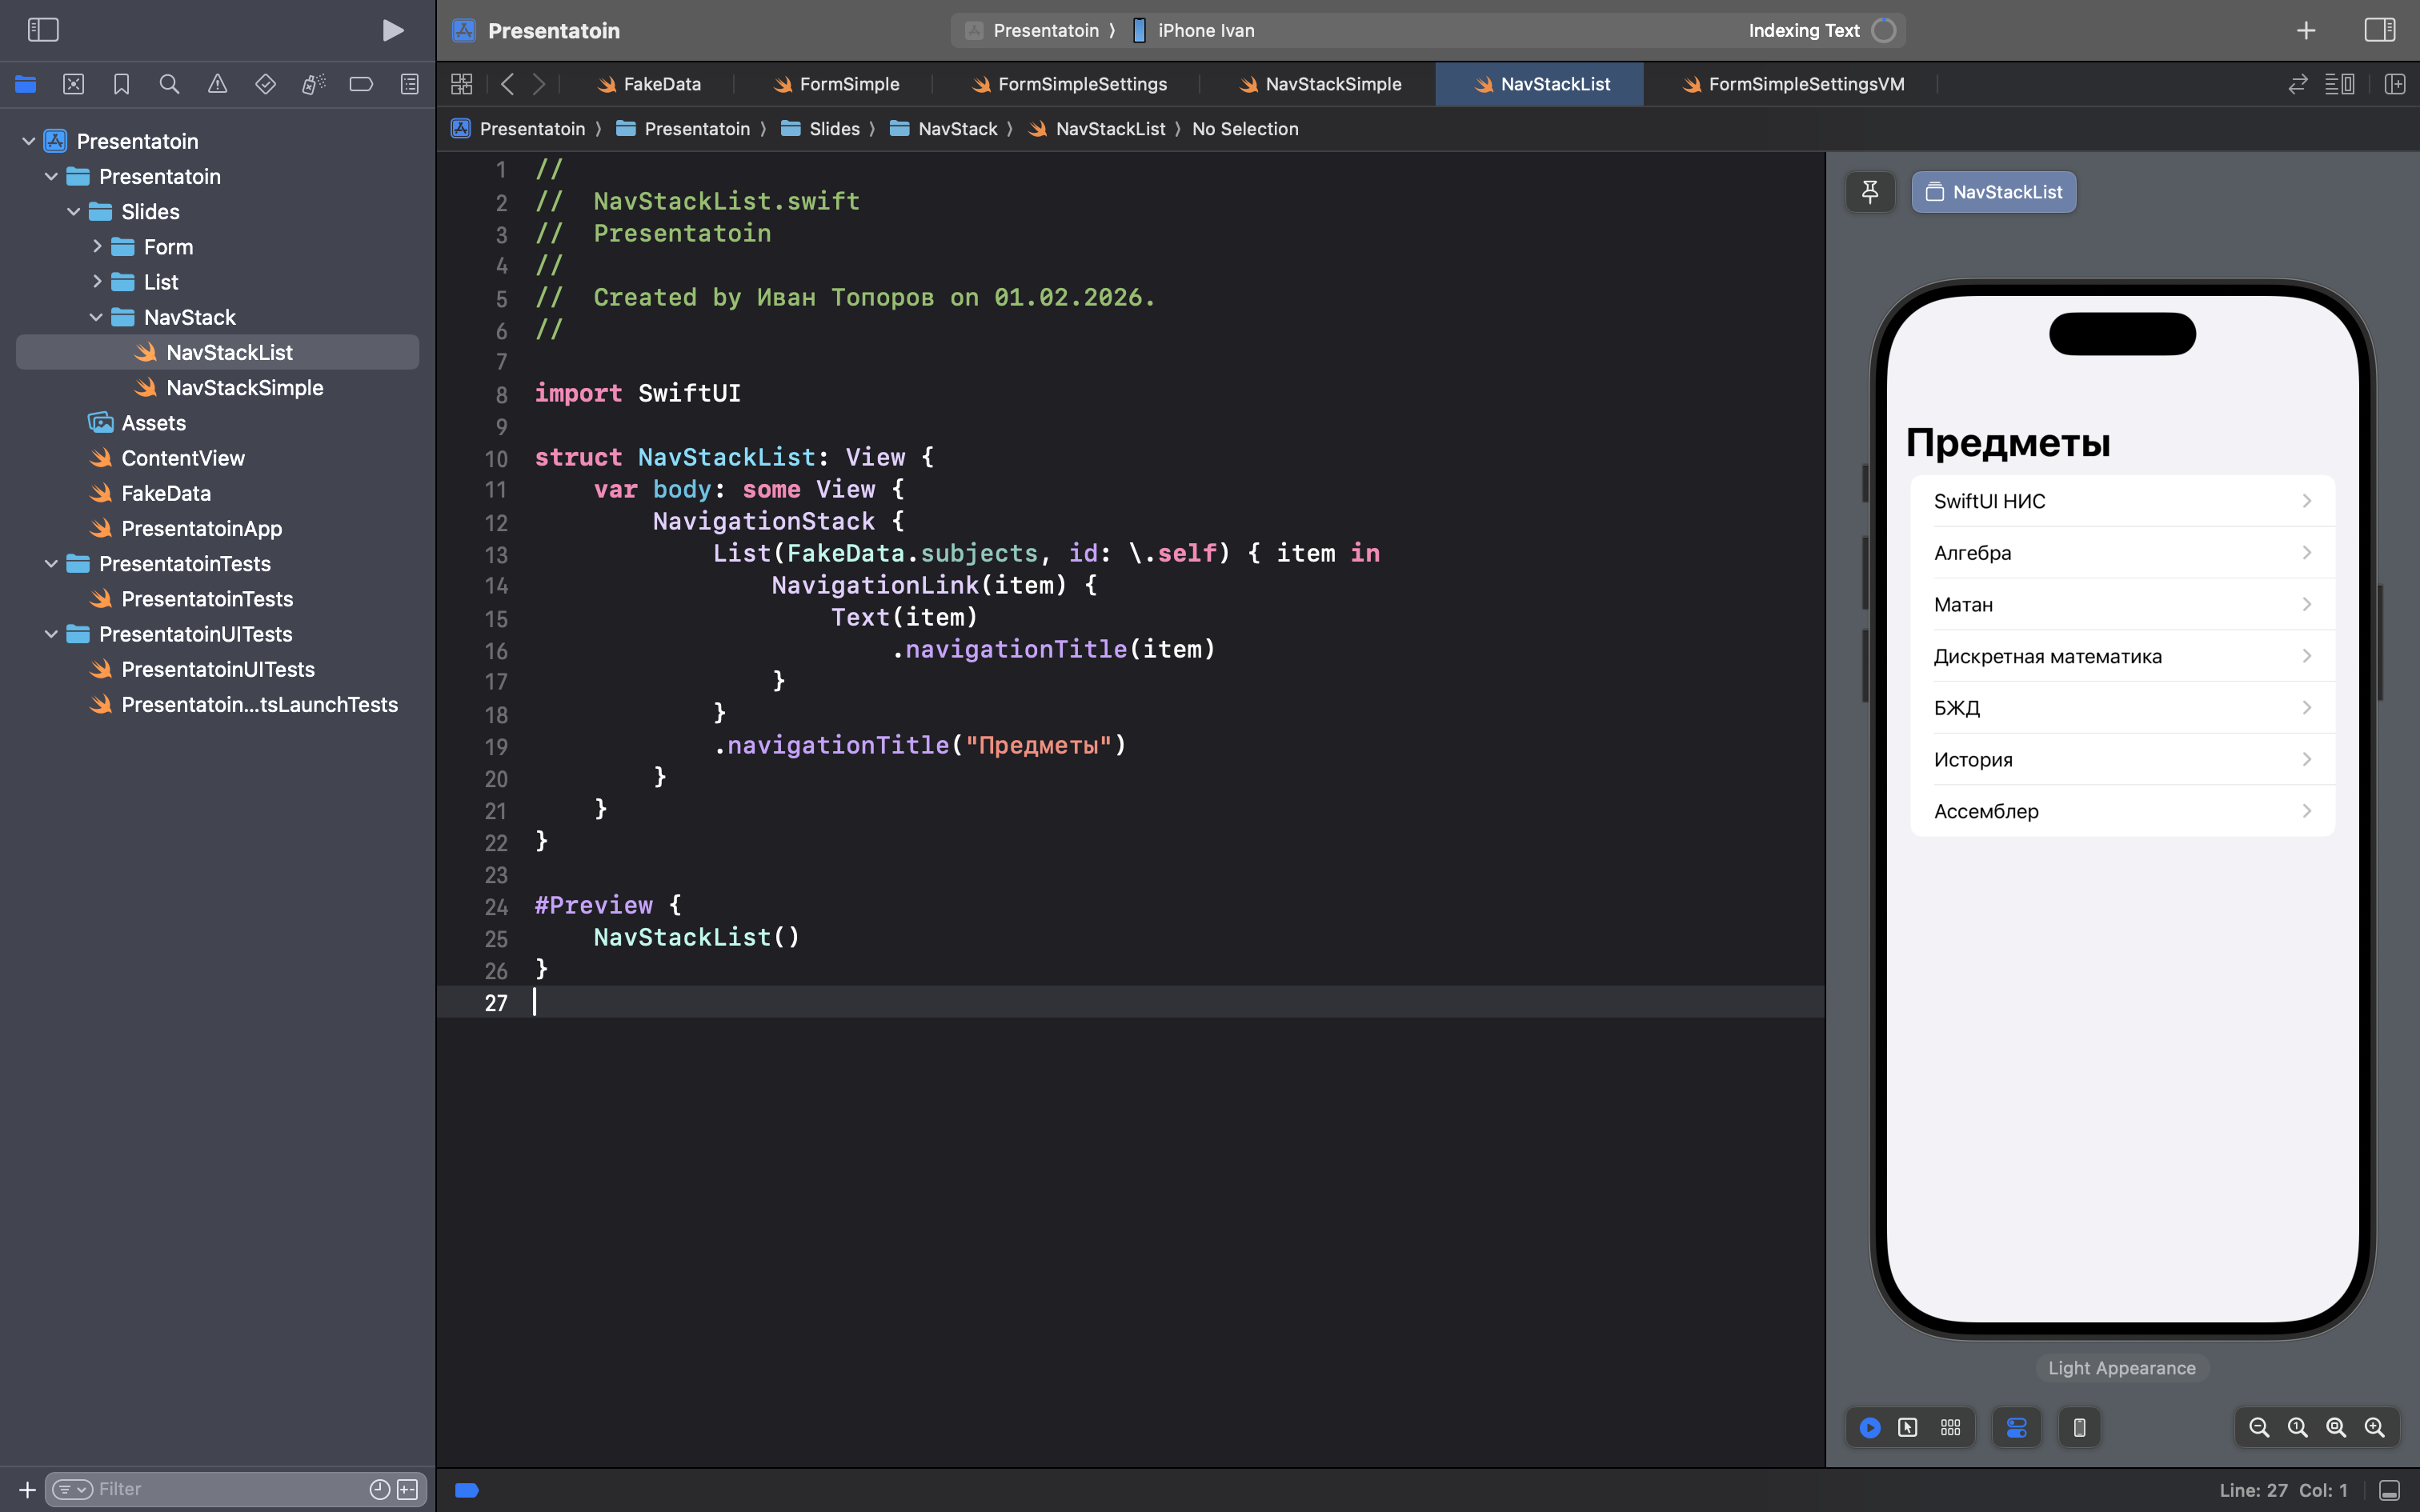 Presentatoin
Presentatoin 〉 iPhone Ivan
Indexing Text
FakeData
FormSimple
FormSimpleSettings
NavStackSimple
NavStackList
FormSimpleSettingsVM
Presentatoin 〉 Presentatoin 〉 Slides 〉 NavStack 〉 NavStackList 〉 No Selection
Presentatoin
Presentatoin
Slides
Form
List
NavStack
NavStackList
NavStackSimple
Assets
ContentView
FakeData
PresentatoinApp
PresentatoinTests
PresentatoinTests
PresentatoinUITests
PresentatoinUITests
Presentatoin...tsLaunchTests
Filter
1 //
2 //  NavStackList.swift
3 //  Presentatoin
4 //
5 //  Created by Иван Топоров on 01.02.2026.
6 //
7
8 import SwiftUI
9
10 struct NavStackList: View {
11     var body: some View {
12         NavigationStack {
13             List(FakeData.subjects, id: \.self) { item in
14                 NavigationLink(item) {
15                     Text(item)
16                         .navigationTitle(item)
17                 }
18             }
19             .navigationTitle("Предметы")
20         }
21     }
22 }
23
24 #Preview {
25     NavStackList()
26 }
27
NavStackList
Предметы
SwiftUI НИС
Алгебра
Матан
Дискретная математика
БЖД
История
Ассемблер
Light Appearance
Line: 27 Col: 1